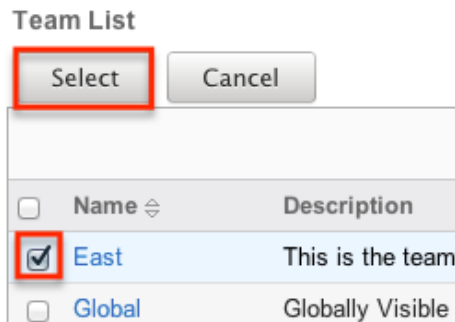 Team List
Select Cancel
Name Description
East This is the team
Global Globally Visible